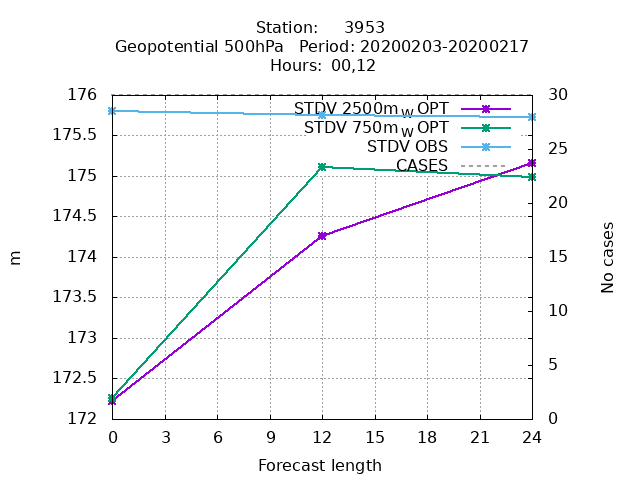 Station: 3953
Geopotential 500hPa Period: 20200203-20200217
Hours: 00,12
176 30
STDV 2500m W OPT
STDV 750m W OPT
175.5
STDV OBS
25
CASES
175
174.5 20
174 15
m
No cases
173.5
10
173
5
172.5
172 0
0 3 6 9 12 15 18 21 24
Forecast length